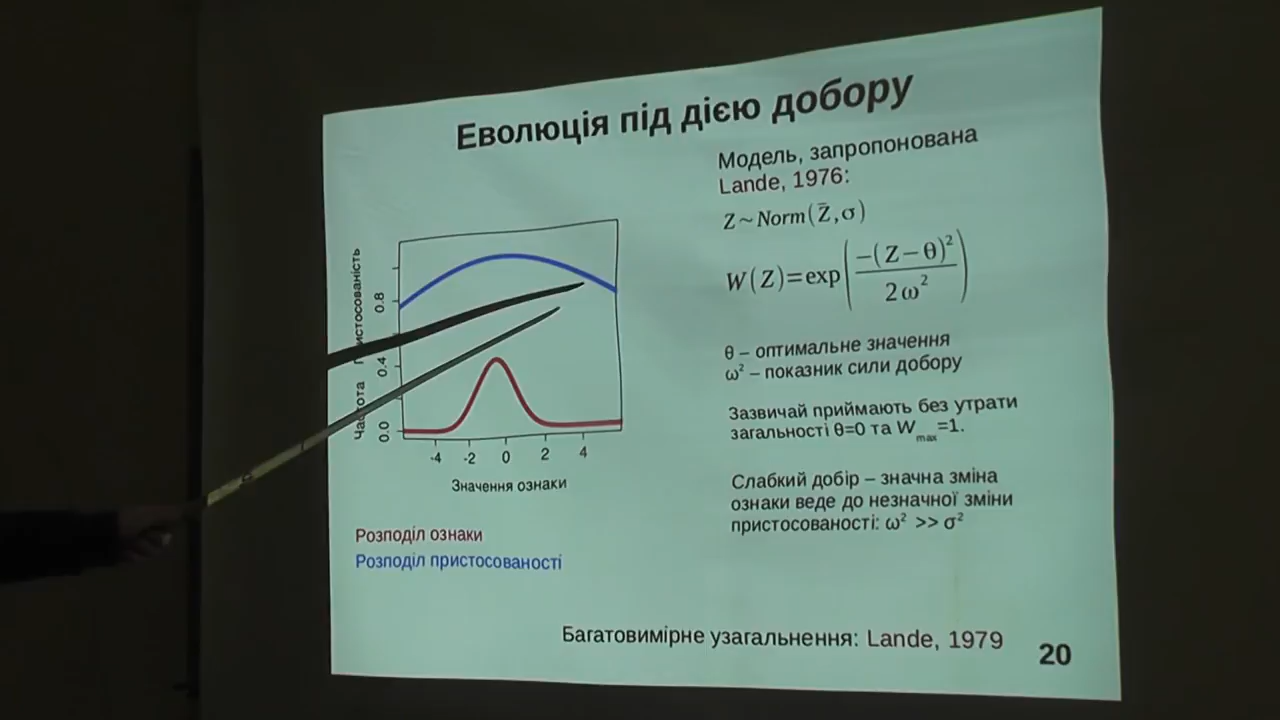 Еволюція під дією добору
Модель, запропонована
Lande, 1976:
Z~Norm(Z̄,σ)
W(Z)=exp(−(Z−θ)²/2ω²)
θ – оптимальне значення
ω² – показник сили добору
Зазвичай приймають без утрати
загальності θ=0 та Wmax=1.
Слабкий добір – значна зміна
ознаки веде до незначної зміни
пристосованості: ω² >> σ²
Частота Пристосованість
0.0 0.4 0.8
-4 -2 0 2 4
Значення ознаки
Розподіл ознаки
Розподіл пристосованості
Багатовимірне узагальнення: Lande, 1979
20